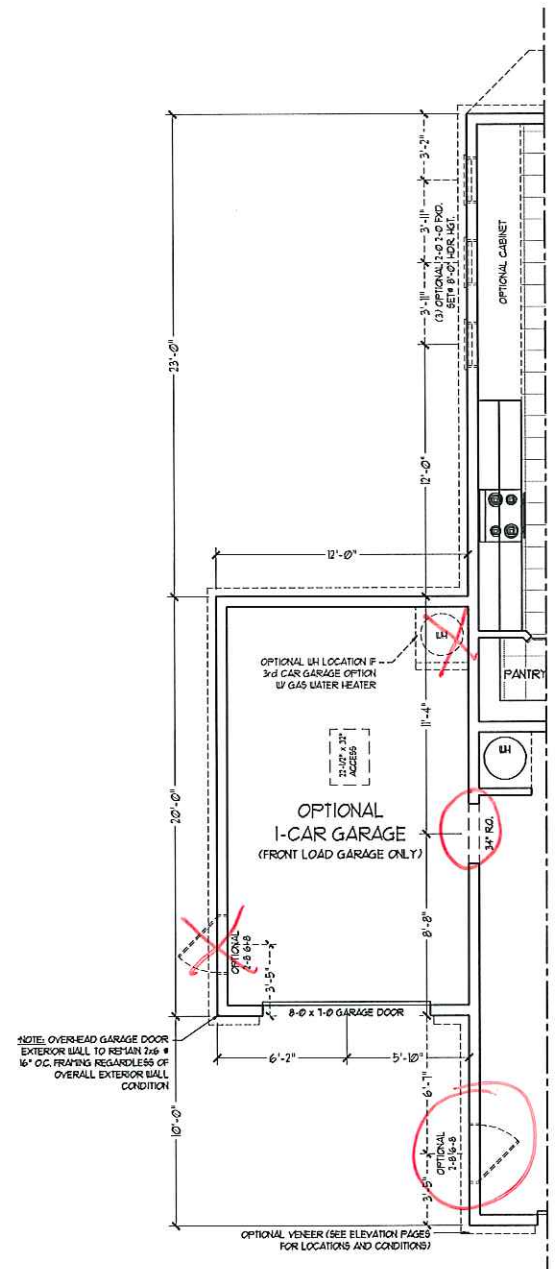 3'-2"
3'-11"
3'-11"
(3) OPTIONAL 2-0 2-0 FXD.
SET @ 8'-0" HDR. HGT.
OPTIONAL CABINET
23'-0"
12'-0"
12'-0"
WH
OPTIONAL WH LOCATION IF
3rd CAR GARAGE OPTION
W/ GAS WATER HEATER
PANTRY
11'-4"
22-1/2" x 32"
ACCESS
WH
20'-0"
OPTIONAL
1-CAR GARAGE
(FRONT LOAD GARAGE ONLY)
34" R.O.
8'-8"
OPTIONAL
2-8 6-8
3'-5"
8-0 x 7-0 GARAGE DOOR
*NOTE: OVERHEAD GARAGE DOOR
EXTERIOR WALL TO REMAIN 2x6 @
16" O.C. FRAMING REGARDLESS OF
OVERALL EXTERIOR WALL
CONDITION
6'-2"
5'-10"
6'-7"
10'-0"
OPTIONAL
2-8 6-8
3'-5"
OPTIONAL VENEER (SEE ELEVATION PAGES
FOR LOCATIONS AND CONDITIONS)